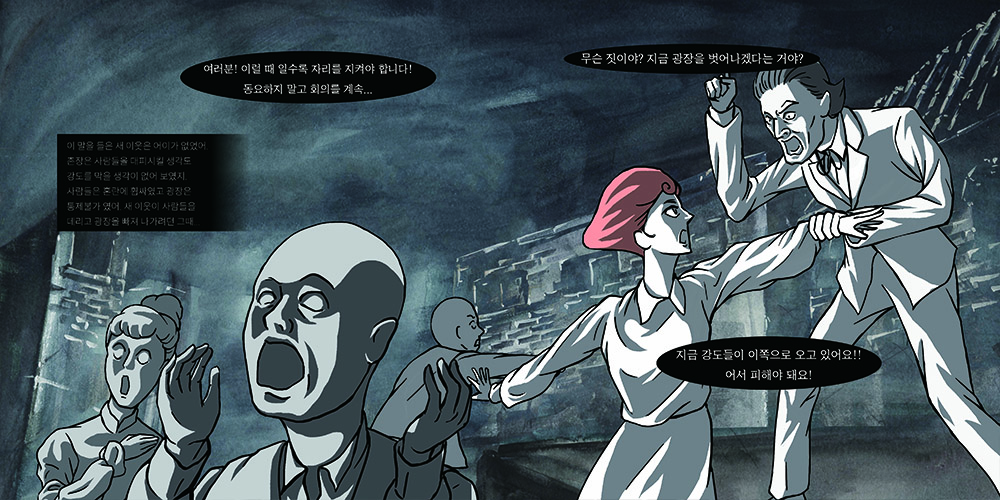 여러분! 이럴 때 일수록 자리를 지켜야 합니다!
동요하지 말고 회의를 계속...
무슨 짓이야? 지금 광장을 벗어나겠다는 거야?
이 말을 들은 새 이웃은 어이가 없었어.
촌장은 사람들을 대피시킬 생각도
강도를 막을 생각이 없어 보였지.
사람들은 혼란에 휩싸였고 광장은
통제불가 였어. 새 이웃이 사람들을
데리고 광장을 빠져 나가려던 그때
지금 강도들이 이쪽으로 오고 있어요!!
어서 피해야 돼요!